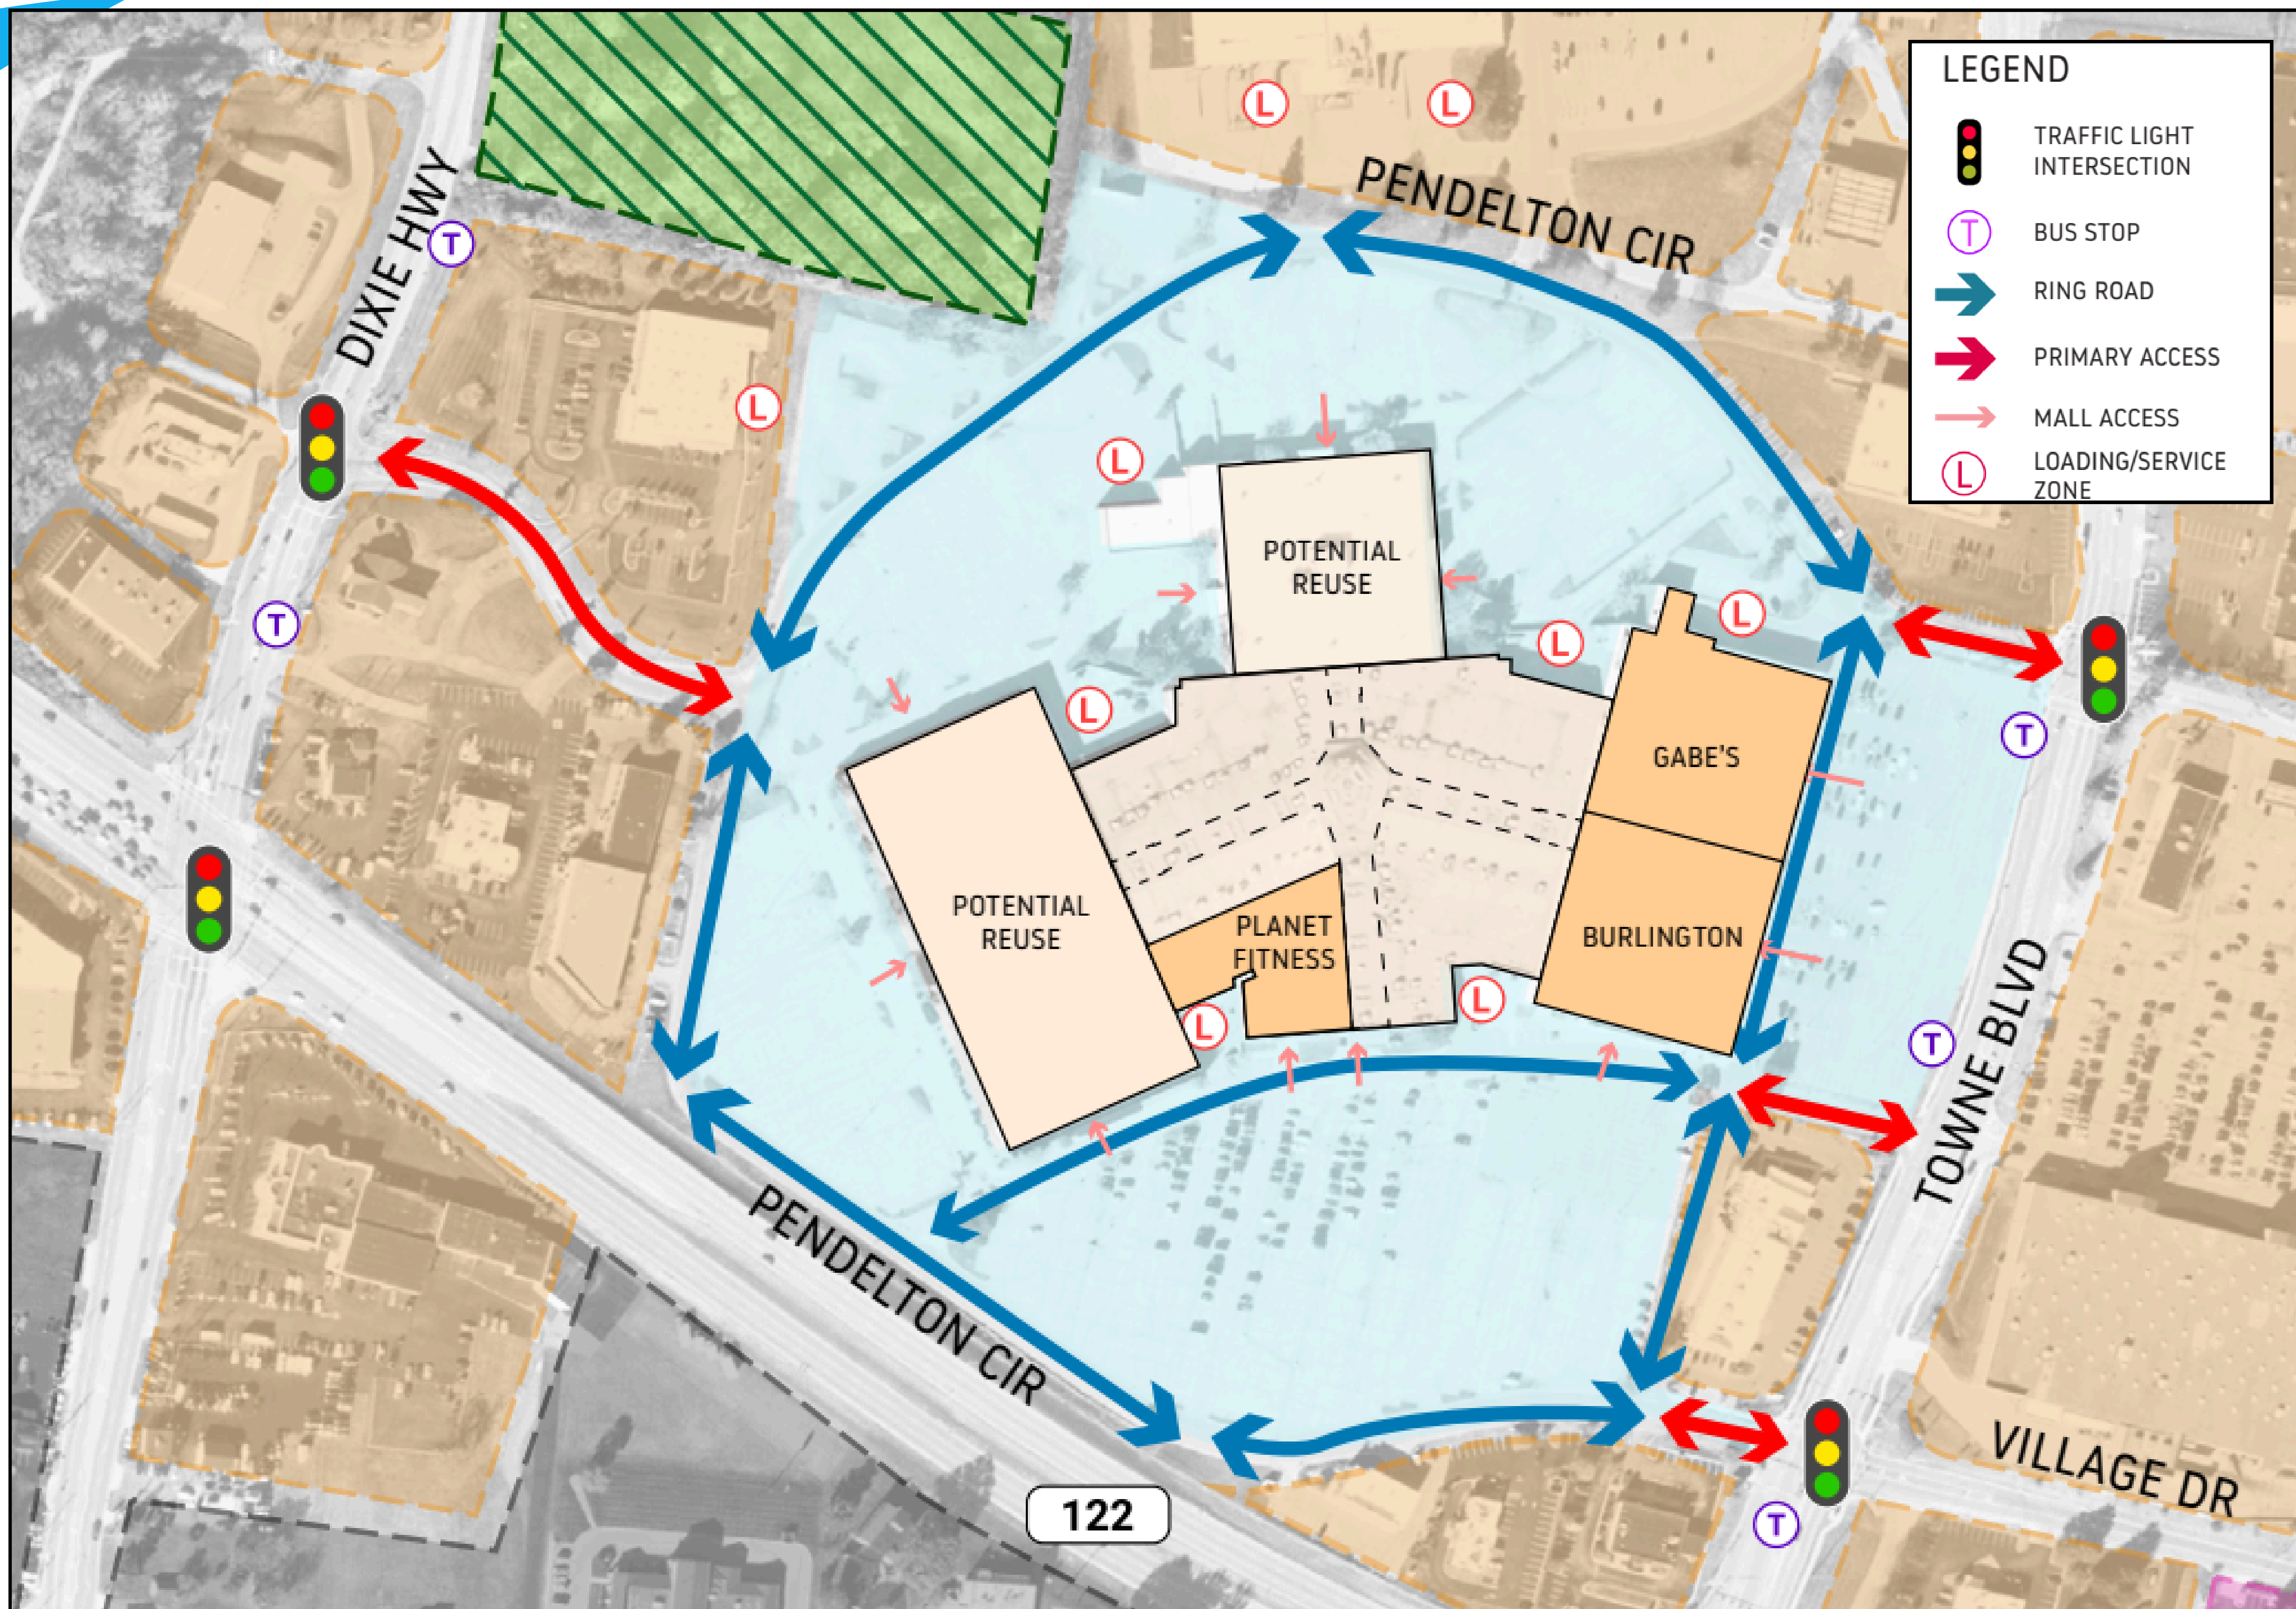 LEGEND
TRAFFIC LIGHT
INTERSECTION
T
BUS STOP
RING ROAD
PRIMARY ACCESS
MALL ACCESS
L
LOADING/SERVICE
ZONE
L
L
PENDELTON CIR
DIXIE HWY
T
L
L
POTENTIAL
REUSE
T
L
L
L
T
GABE'S
POTENTIAL
REUSE
PLANET
FITNESS
BURLINGTON
L
L
T
TOWNE BLVD
PENDELTON CIR
VILLAGE DR
122
T